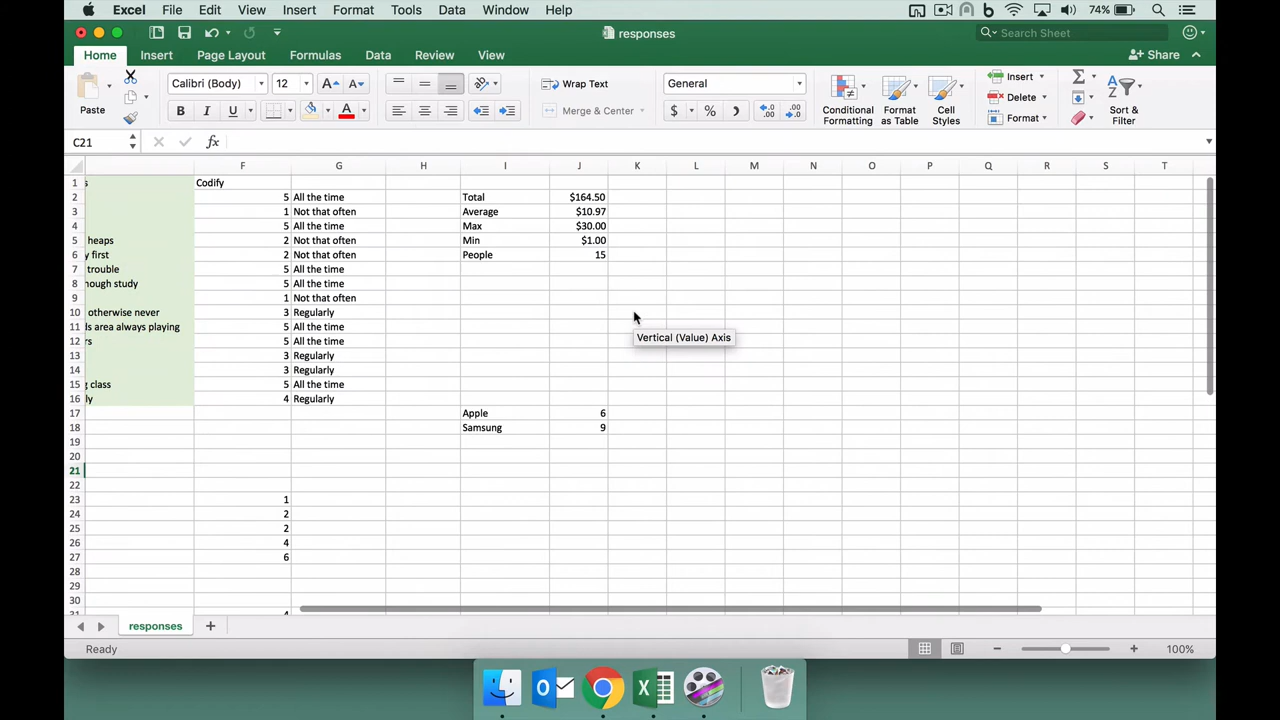 Excel File Edit View Insert Format Tools Data Window Help 74%
responses
Search Sheet
Home Insert Page Layout Formulas Data Review View Share
Paste Calibri (Body) 12 Wrap Text General Insert
Merge & Center Conditional Formatting Format as Table Cell Styles Delete Sort & Filter
Format
C21 fx
F G H I J K L M N O P Q R S T
1 s Codify
2 5 All the time Total $164.50
3 1 Not that often Average $10.97
4 5 All the time Max $30.00
5 heaps 2 Not that often Min $1.00
6 y first 2 Not that often People 15
7 trouble 5 All the time
8 nough study 5 All the time
9 1 Not that often
10 otherwise never 3 Regularly
11 ls area always playing 5 All the time
Vertical (Value) Axis
12 rs 5 All the time
13 3 Regularly
14 3 Regularly
15 g class 5 All the time
16 ly 4 Regularly
17 Apple 6
18 Samsung 9
19
20
21
22
23 1
24 2
25 2
26 4
27 6
28
29
30
31 4
responses
Ready 100%